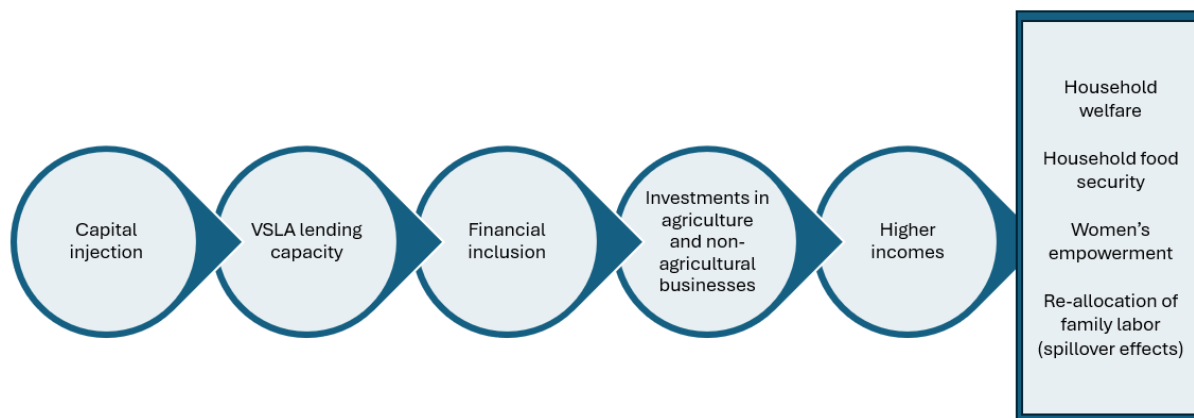 Capital
injection
VSLA lending
capacity
Financial
inclusion
Investments in
agriculture
and non-
agricultural
businesses
Higher
incomes
Household
welfare
Household food
security
Women’s
empowerment
Re-allocation of
family labor
(spillover effects)